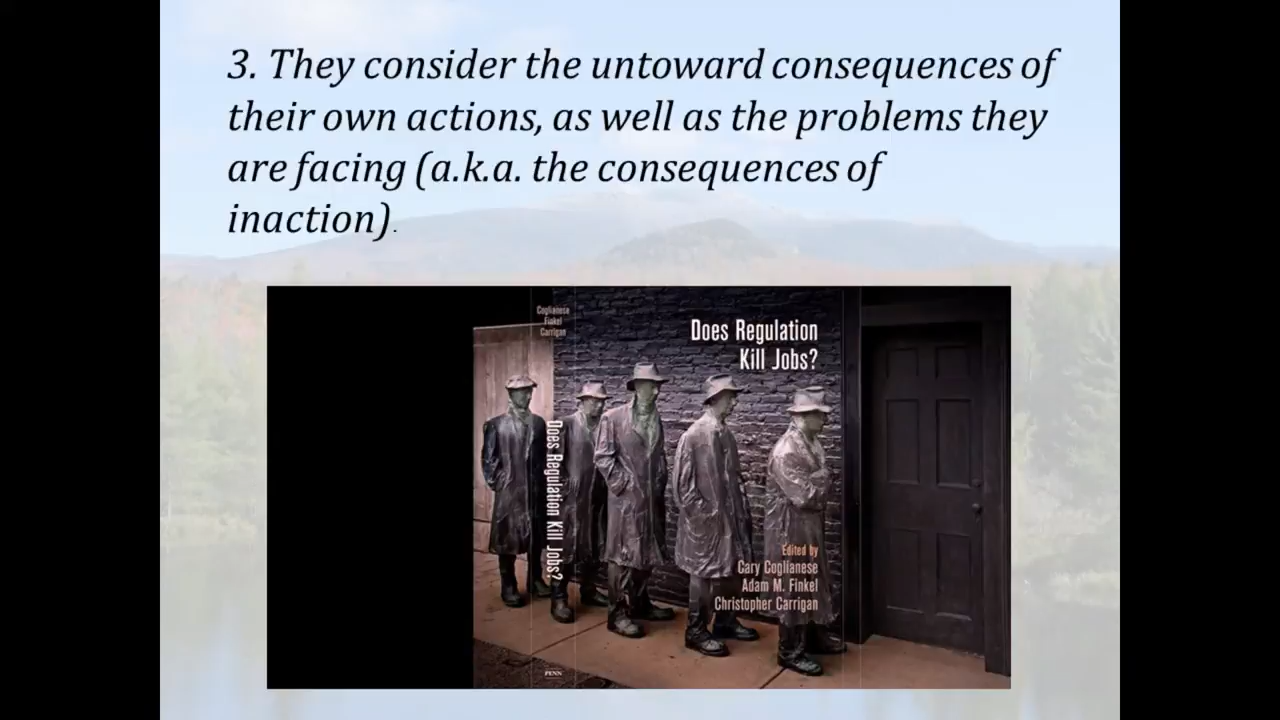 3. They consider the untoward consequences of
their own actions, as well as the problems they
are facing (a.k.a. the consequences of
inaction).
Coglianese
Finkel
Carrigan
Does Regulation Kill Jobs?
PENN
Does Regulation
Kill Jobs?
Edited by
Cary Coglianese
Adam M. Finkel
Christopher Carrigan